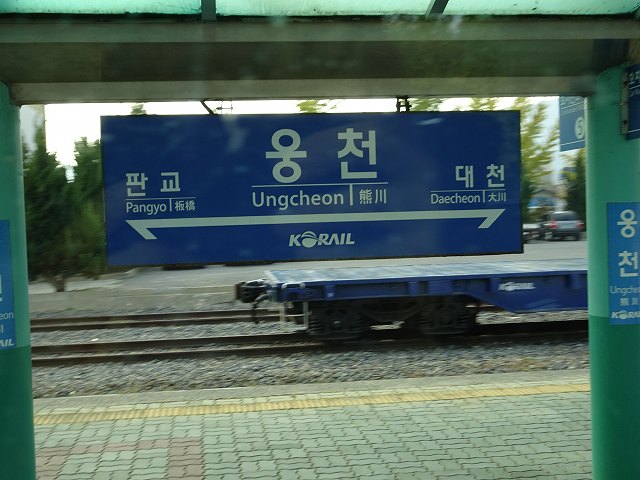 웅천
Ungcheon 熊川
판교
Pangyo 板橋
대천
Daecheon 大川
KORAIL
KORAIL
웅
천
Ungcheon
熊川
KORAIL